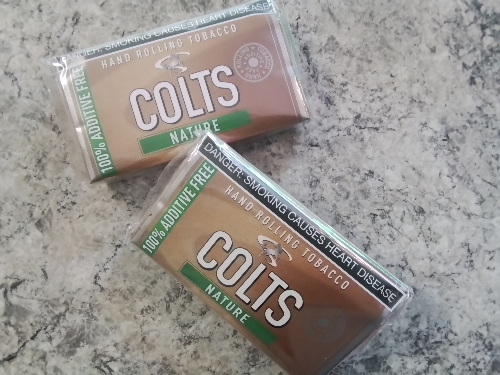 DANGER: SMOKING CAUSES HEART DISEASE
HAND ROLLING TOBACCO
100% ADDITIVE FREE
COLTS
NATURE
DANGER: SMOKING CAUSES HEART DISEASE
HAND ROLLING TOBACCO
100% ADDITIVE FREE
COLTS
NATURE